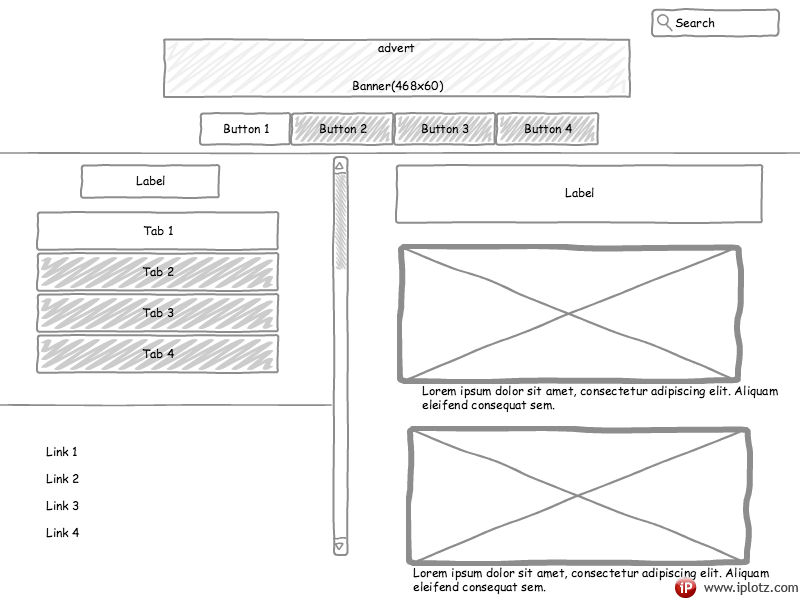 Search
advert
Banner(468x60)
Button 1
Button 2
Button 3
Button 4
Label
Tab 1
Tab 2
Tab 3
Tab 4
Link 1
Link 2
Link 3
Link 4
Label
Lorem ipsum dolor sit amet, consectetur adipiscing elit. Aliquam
eleifend consequat sem.
Lorem ipsum dolor sit amet, consectetur adipiscing elit. Aliquam
eleifend consequat sem.
iP www.iplotz.com